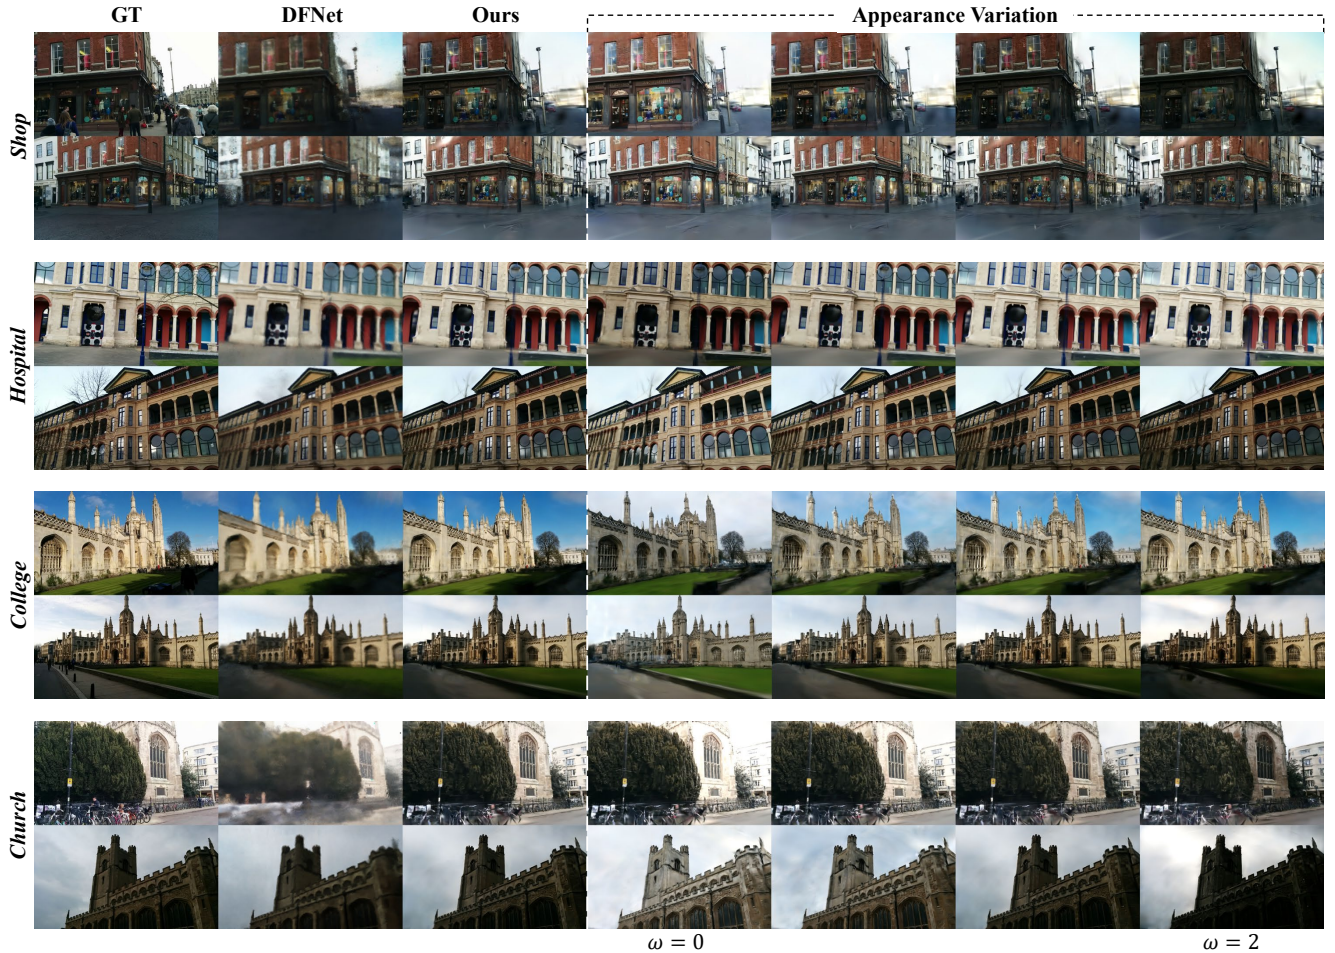 GT DFNet Ours Appearance Variation
Shop
Hospital
College
Church
ω = 0 ω = 2